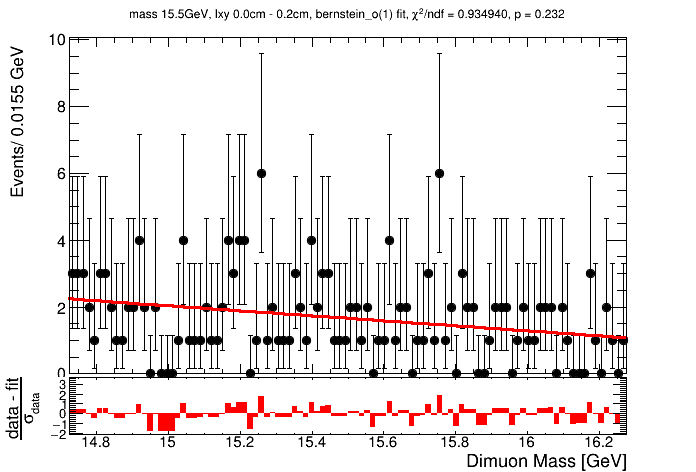 mass 15.5GeV, lxy 0.0cm - 0.2cm, bernstein_o(1) fit, χ²/ndf = 0.934940, p = 0.232
Events/ 0.0155 GeV
10
8
6
4
2
0
data - fit
σdata
3
2
1
0
−1
−2
14.8 15 15.2 15.4 15.6 15.8 16 16.2
Dimuon Mass [GeV]